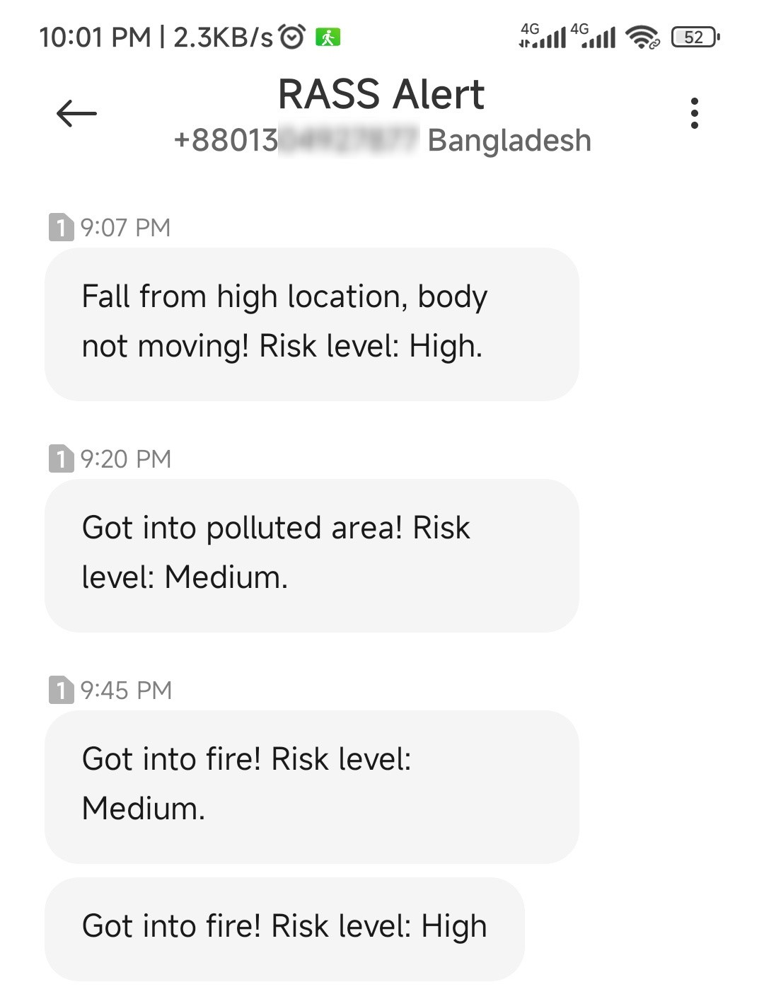 10:01 PM | 2.3KB/s 4G 4G 52
RASS Alert
+88013 Bangladesh
1 9:07 PM
Fall from high location, body
not moving! Risk level: High.
1 9:20 PM
Got into polluted area! Risk
level: Medium.
1 9:45 PM
Got into fire! Risk level:
Medium.
Got into fire! Risk level: High